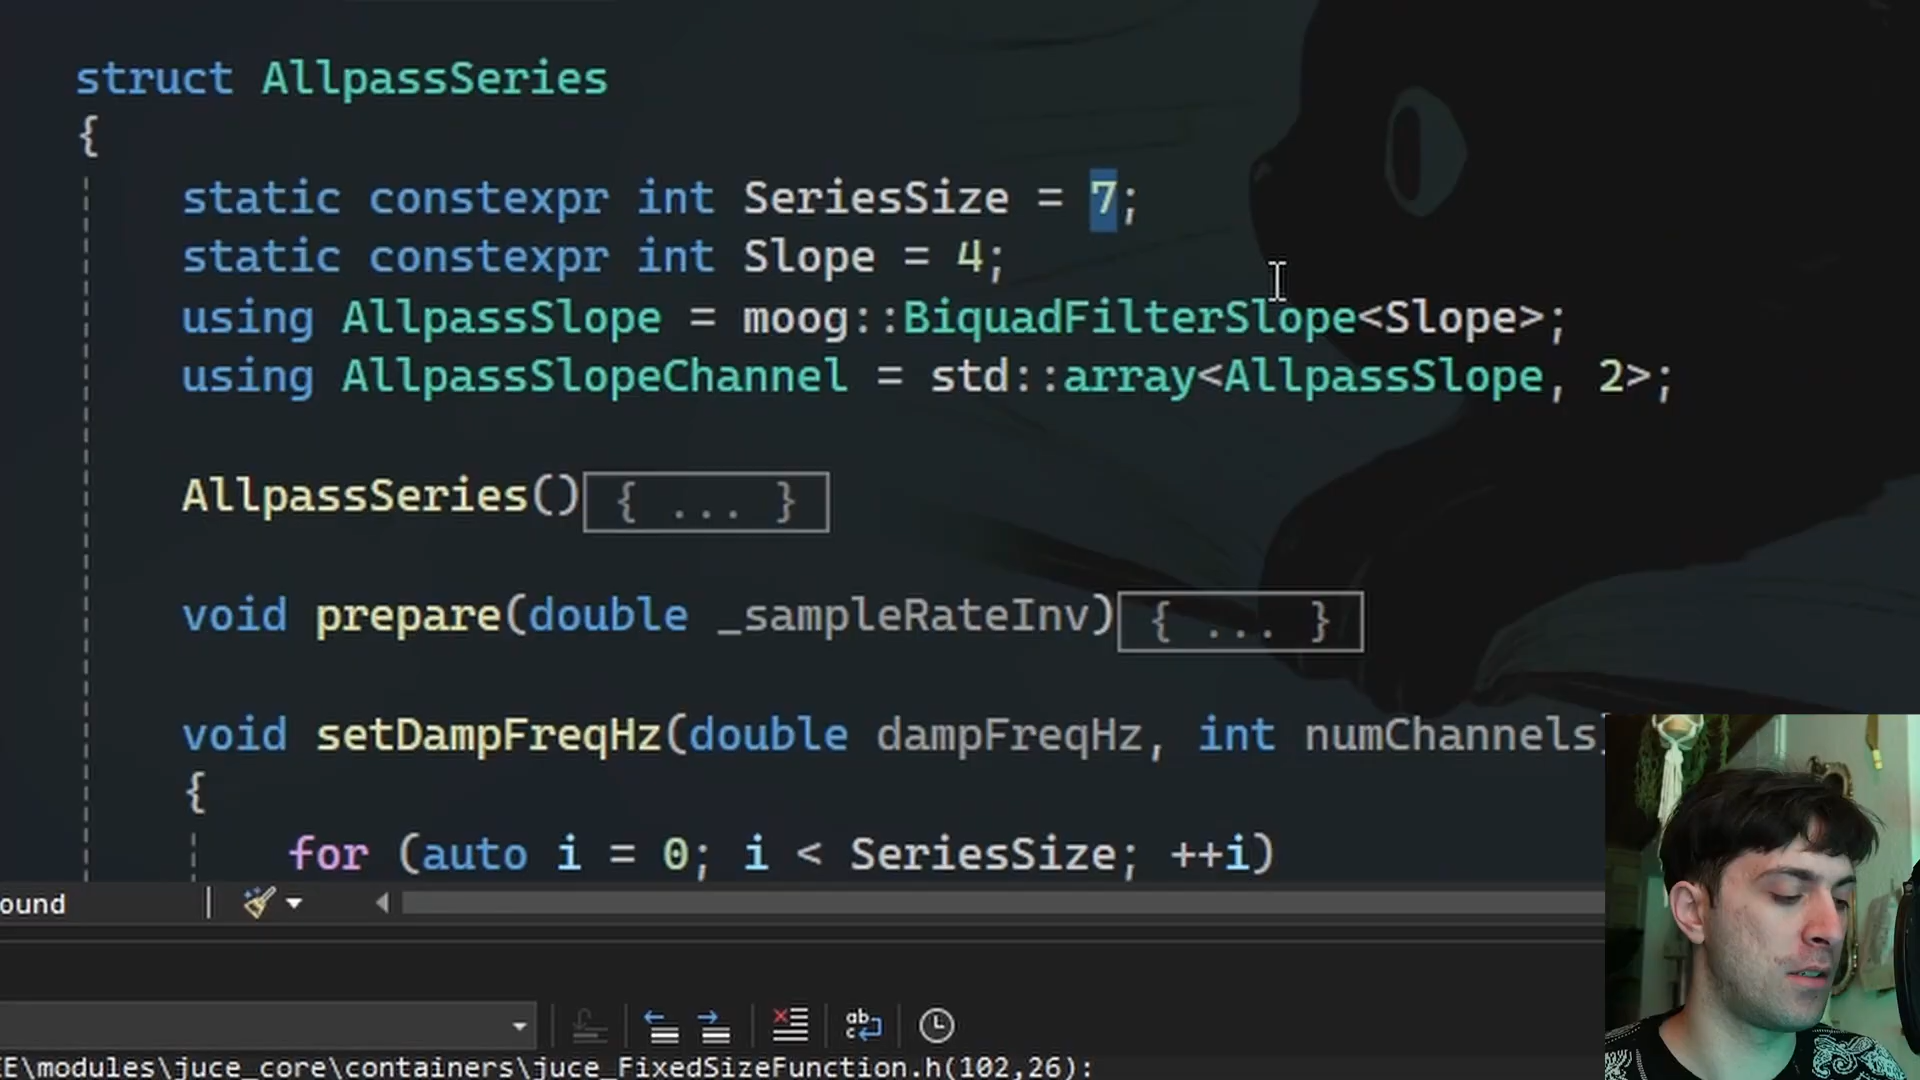 struct AllpassSeries
{
static constexpr int SeriesSize = 7;
static constexpr int Slope = 4;
using AllpassSlope = moog::BiquadFilterSlope<Slope>;
using AllpassSlopeChannel = std::array<AllpassSlope, 2>;
AllpassSeries(){ ... }
void prepare(double _sampleRateInv){ ... }
void setDampFreqHz(double dampFreqHz, int numChannels
{
for (auto i = 0; i < SeriesSize; ++i)
ound
ab
c
E\modules\juce_core\containers\juce_FixedSizeFunction.h(102,26):